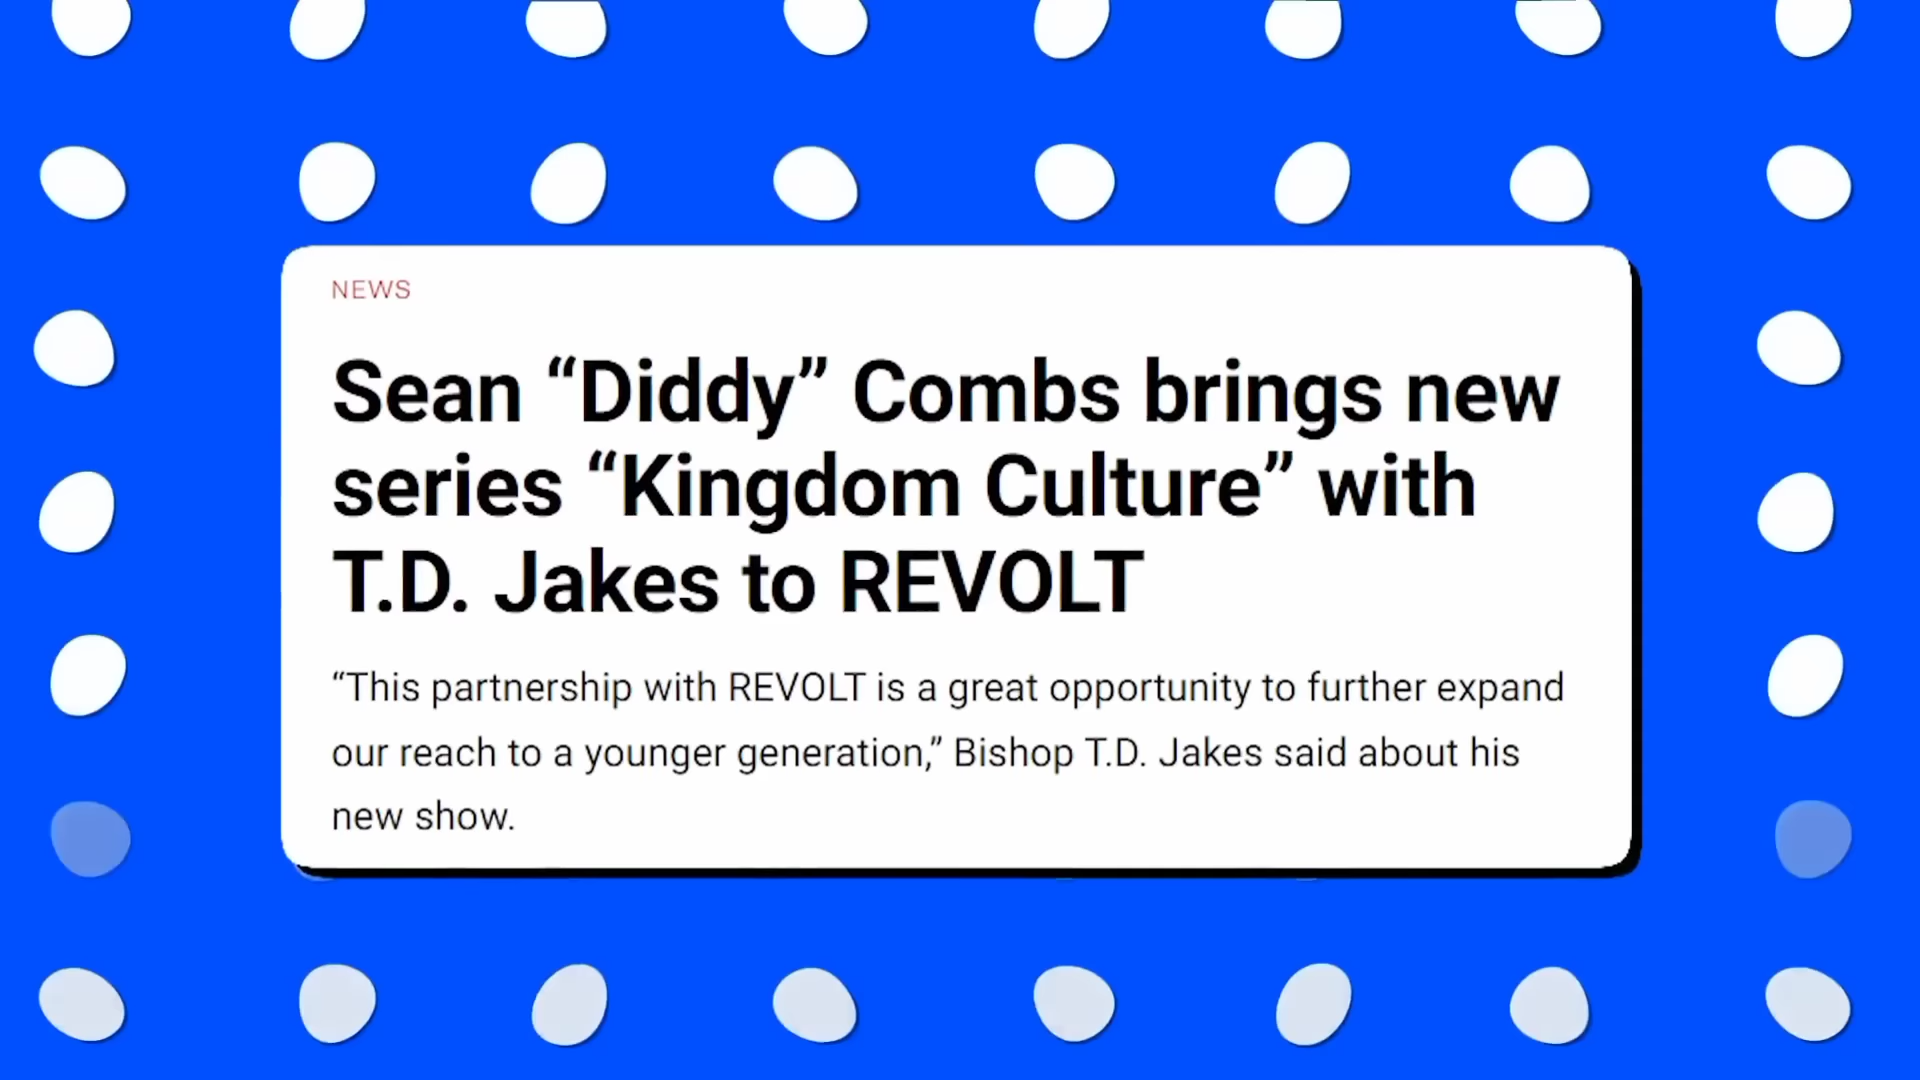 NEWS
Sean “Diddy” Combs brings new
series “Kingdom Culture” with
T.D. Jakes to REVOLT
“This partnership with REVOLT is a great opportunity to further expand
our reach to a younger generation,” Bishop T.D. Jakes said about his
new show.